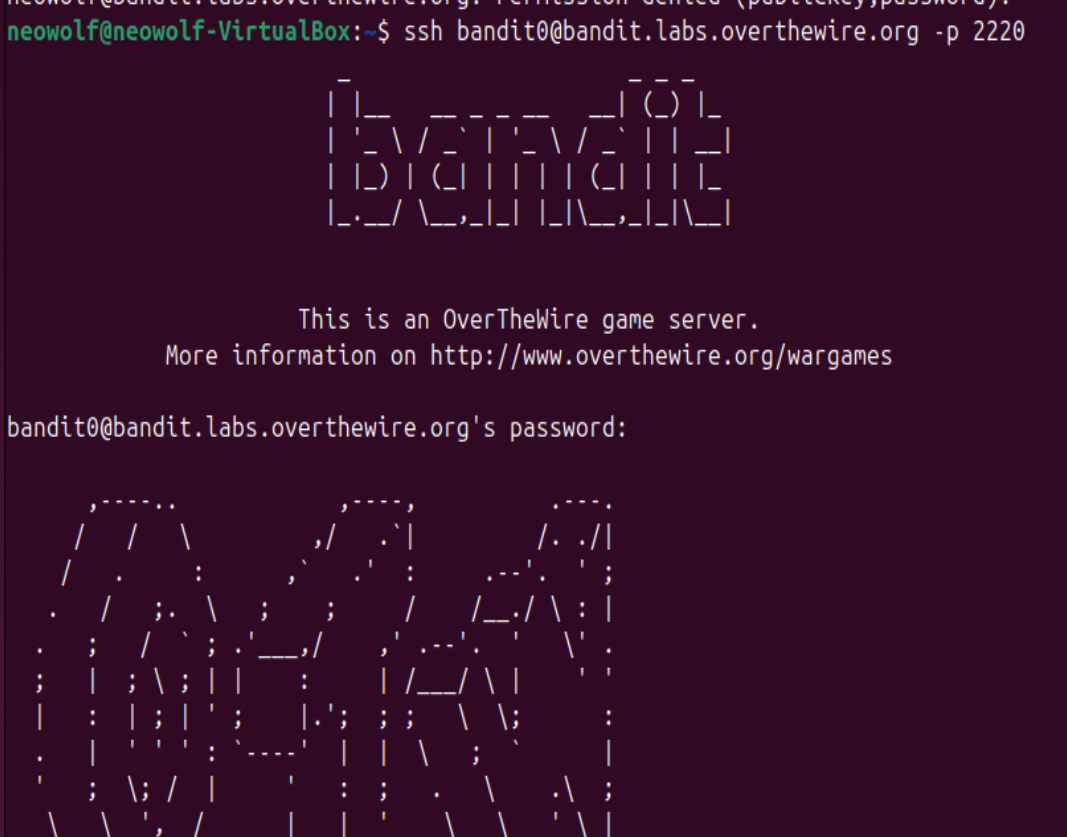 neowolf@bandit.labs.overthewire.org: Permission denied (publickey,password).
neowolf@neowolf-VirtualBox:~$ ssh bandit0@bandit.labs.overthewire.org -p 2220
bandit
This is an OverTheWire game server.
More information on http://www.overthewire.org/wargames
bandit0@bandit.labs.overthewire.org's password: